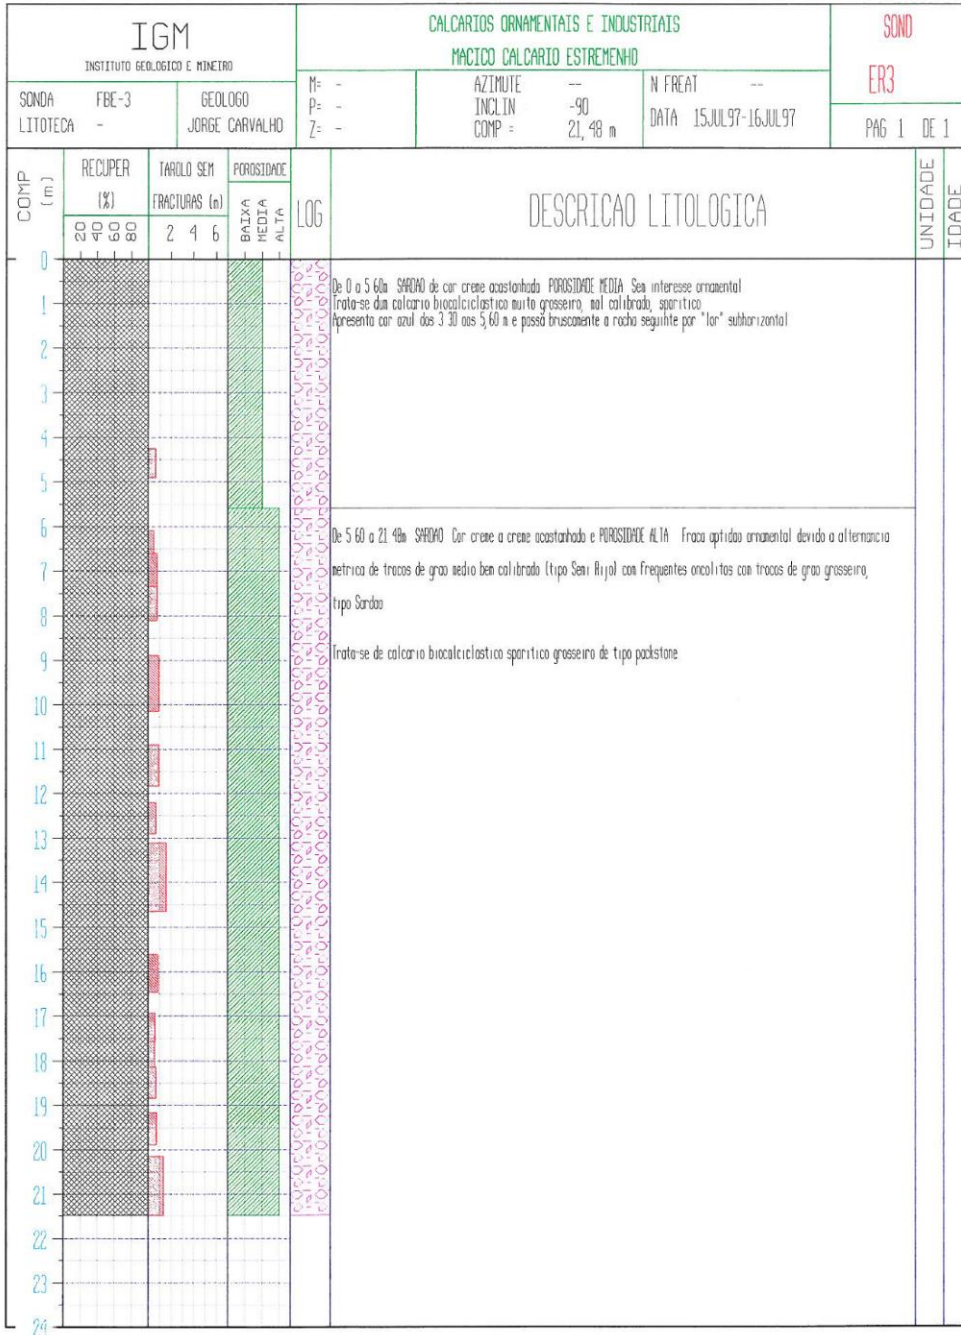 IGM
INSTITUTO GEOLOGICO E MINEIRO
SONDA FBE-3
LITOTECA -
GEOLOGO
JORGE CARVALHO
CALCARIOS ORNAMENTAIS E INDUSTRIAIS
MACICO CALCARIO ESTREMENHO
M= -
P= -
Z= -
AZIMUTE --
INCLIN -90
COMP = 21,48 m
N FREAT --
DATA 15JUL97-16JUL97
SOND
ER3
PAG 1 DE 1
COMP (m)
RECUPER (%)
20 40 60 80
TAROLO SEM
FRACTURAS (m)
2 4 6
POROSIDADE
BAIXA
MEDIA
ALTA
LOG
DESCRICAO LITOLOGICA
UNIDADE
IDADE
0
De 0 a 5 60m SARDAO de cor creme acastanhada POROSIDADE MEDIA Sem interesse ornamental
Trata-se dum calcario biocalciclastico muito grosseiro, mal calibrado, sparitico
Apresenta cor azul dos 3 30 aos 5,60 m e passa bruscamente a rocha seguinte por "lor" subhorizontal
1
2
3
4
5
6
De 5 60 a 21 48m SARDAO Cor creme a creme acastanhado e POROSIDADE ALTA Fraca aptidao ornamental devido a alternancia
metrica de trocos de grao medio bem calibrado (tipo Semi Rijo) com frequentes oncolitos com trocos de grao grosseiro,
tipo Sardao
Trata-se de calcario biocalciclastico sparitico grosseiro de tipo packstone
7
8
9
10
11
12
13
14
15
16
17
18
19
20
21
22
23
24